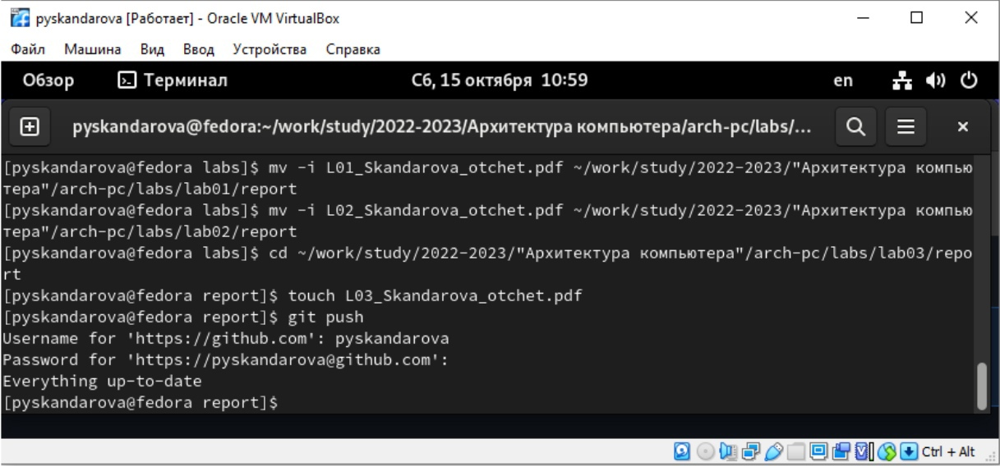 pyskandarova [Работает] - Oracle VM VirtualBox
Файл Машина Вид Ввод Устройства Справка
Обзор Терминал Сб, 15 октября 10:59 en
pyskandarova@fedora:~/work/study/2022-2023/Архитектура компьютера/arch-pc/labs/...
[pyskandarova@fedora labs]$ mv -i L01_Skandarova_otchet.pdf ~/work/study/2022-2023/"Архитектура компью
тера"/arch-pc/labs/lab01/report
[pyskandarova@fedora labs]$ mv -i L02_Skandarova_otchet.pdf ~/work/study/2022-2023/"Архитектура компью
тера"/arch-pc/labs/lab02/report
[pyskandarova@fedora labs]$ cd ~/work/study/2022-2023/"Архитектура компьютера"/arch-pc/labs/lab03/repo
rt
[pyskandarova@fedora report]$ touch L03_Skandarova_otchet.pdf
[pyskandarova@fedora report]$ git push
Username for 'https://github.com': pyskandarova
Password for 'https://pyskandarova@github.com':
Everything up-to-date
[pyskandarova@fedora report]$
Ctrl + Alt